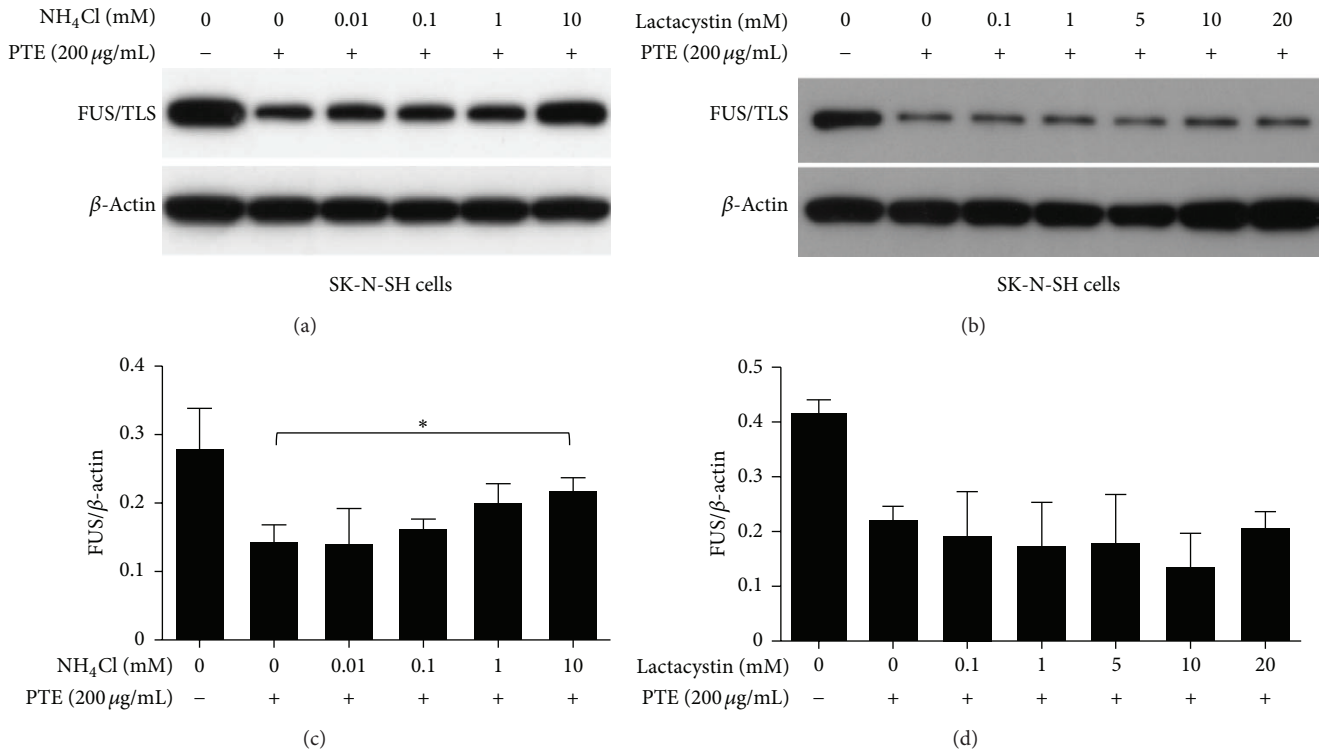 NH₄Cl (mM) 0 0 0.01 0.1 1 10
PTE (200 μg/mL) − + + + + +
FUS/TLS
β-Actin
SK-N-SH cells
(a)
Lactacystin (mM) 0 0 0.1 1 5 10 20
PTE (200 μg/mL) − + + + + + +
FUS/TLS
β-Actin
SK-N-SH cells
(b)
0.4
0.3
0.2
0.1
0
FUS/β-actin
*
NH₄Cl (mM) 0 0 0.01 0.1 1 10
PTE (200 μg/mL) − + + + + +
(c)
0.5
0.4
0.3
0.2
0.1
0
FUS/β-actin
Lactacystin (mM) 0 0 0.1 1 5 10 20
PTE (200 μg/mL) − + + + + + +
(d)